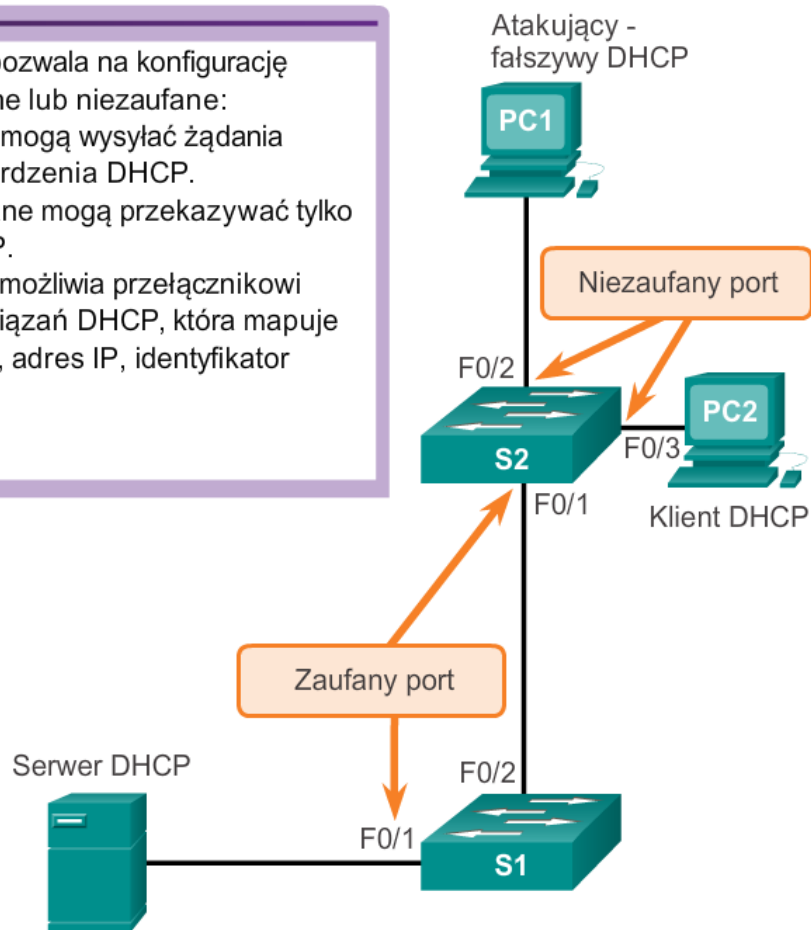 pozwala na konfigurację
ne lub niezaufane:
mogą wysyłać żądania
rdzenia DHCP.
ne mogą przekazywać tylko
P.
możliwia przełącznikowi
iązań DHCP, która mapuje
, adres IP, identyfikator
Atakujący -
fałszywy DHCP
PC1
Niezaufany port
F0/2
PC2
S2
F0/3
F0/1
Klient DHCP
Zaufany port
Serwer DHCP
F0/2
F0/1
S1